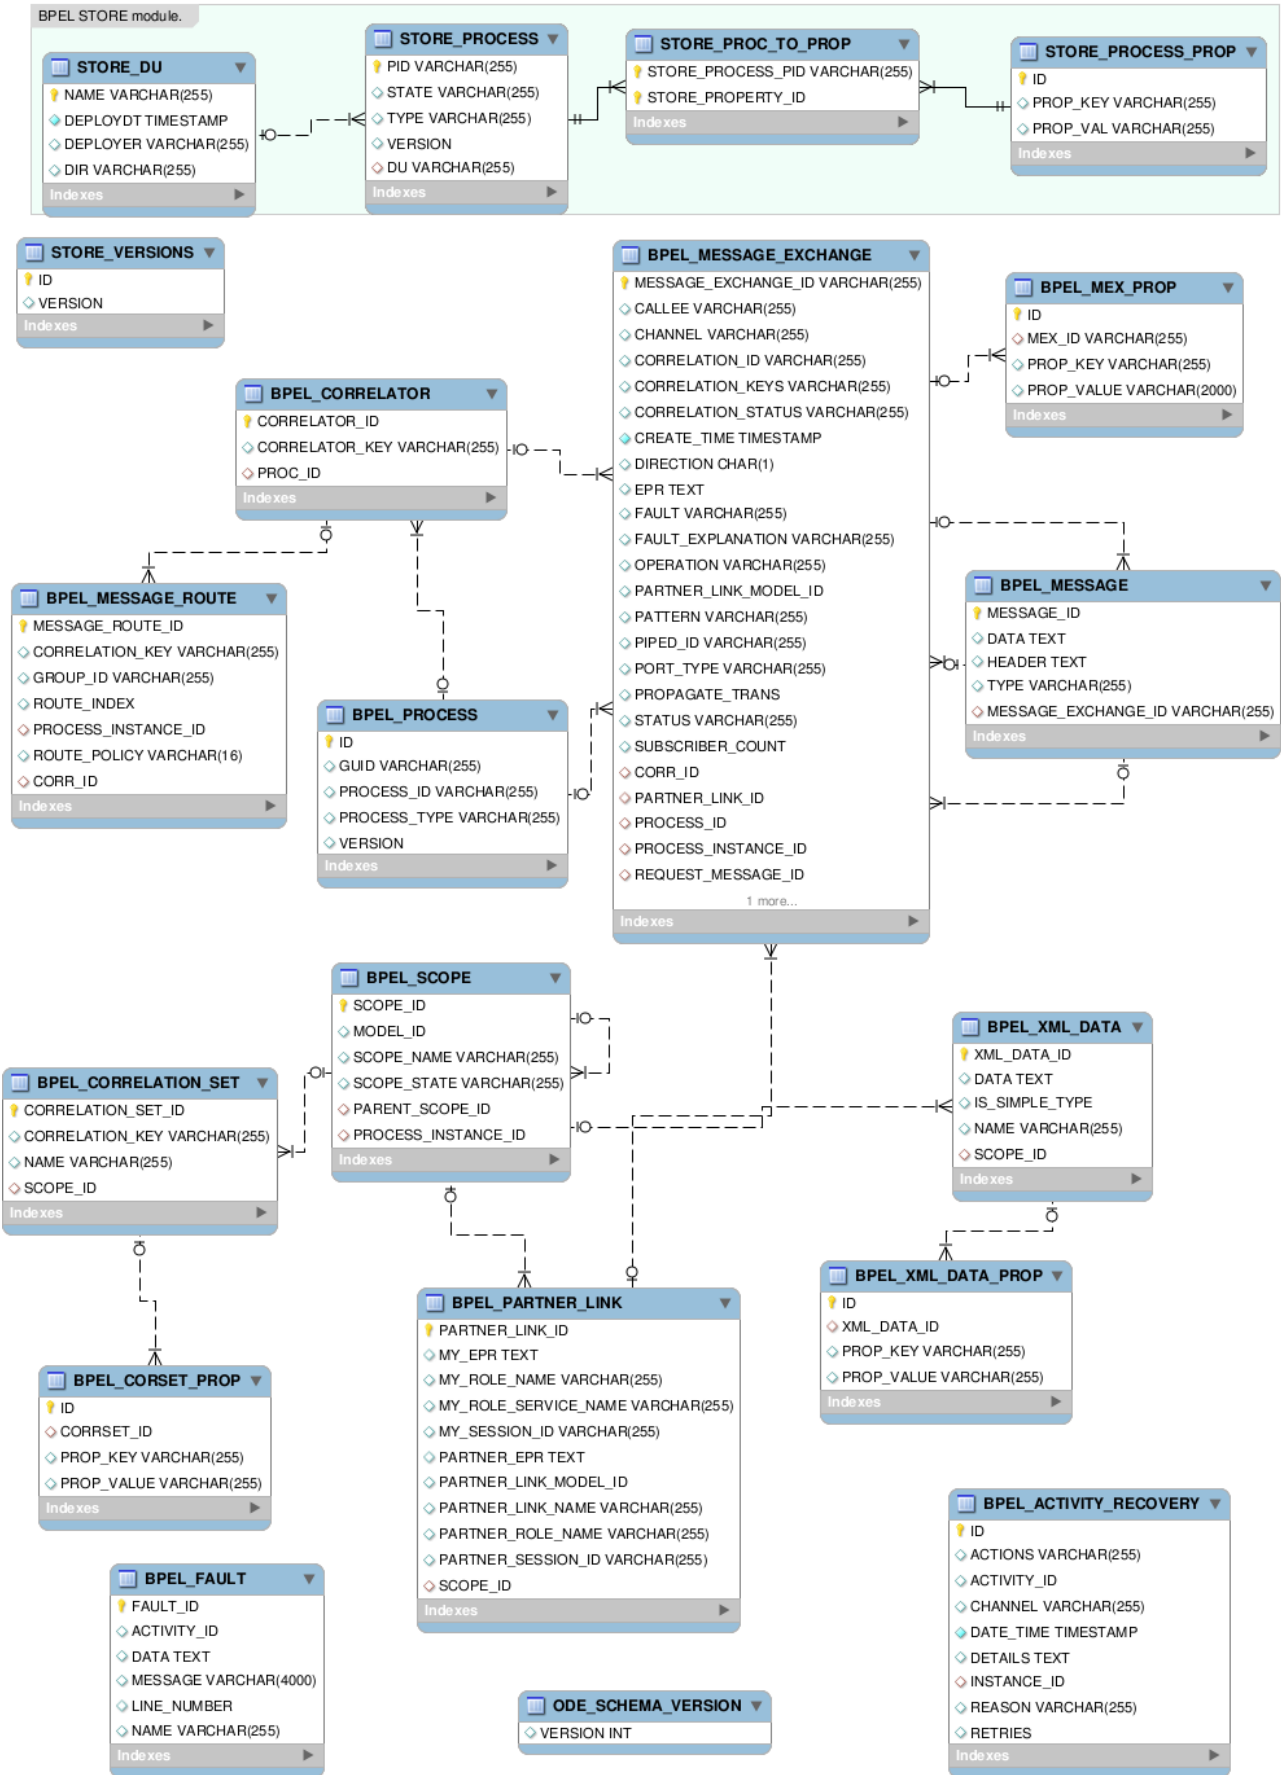 BPEL STORE module.
STORE_DU
NAME VARCHAR(255)
DEPLOYDT TIMESTAMP
DEPLOYER VARCHAR(255)
DIR VARCHAR(255)
Indexes
STORE_PROCESS
PID VARCHAR(255)
STATE VARCHAR(255)
TYPE VARCHAR(255)
VERSION
DU VARCHAR(255)
Indexes
STORE_PROC_TO_PROP
STORE_PROCESS_PID VARCHAR(255)
STORE_PROPERTY_ID
Indexes
STORE_PROCESS_PROP
ID
PROP_KEY VARCHAR(255)
PROP_VAL VARCHAR(255)
Indexes
STORE_VERSIONS
ID
VERSION
Indexes
BPEL_MESSAGE_EXCHANGE
MESSAGE_EXCHANGE_ID VARCHAR(255)
CALLEE VARCHAR(255)
CHANNEL VARCHAR(255)
CORRELATION_ID VARCHAR(255)
CORRELATION_KEYS VARCHAR(255)
CORRELATION_STATUS VARCHAR(255)
CREATE_TIME TIMESTAMP
DIRECTION CHAR(1)
EPR TEXT
FAULT VARCHAR(255)
FAULT_EXPLANATION VARCHAR(255)
OPERATION VARCHAR(255)
PARTNER_LINK_MODEL_ID
PATTERN VARCHAR(255)
PIPED_ID VARCHAR(255)
PORT_TYPE VARCHAR(255)
PROPAGATE_TRANS
STATUS VARCHAR(255)
SUBSCRIBER_COUNT
CORR_ID
PARTNER_LINK_ID
PROCESS_ID
PROCESS_INSTANCE_ID
REQUEST_MESSAGE_ID
1 more...
Indexes
BPEL_MEX_PROP
ID
MEX_ID VARCHAR(255)
PROP_KEY VARCHAR(255)
PROP_VALUE VARCHAR(2000)
Indexes
BPEL_CORRELATOR
CORRELATOR_ID
CORRELATOR_KEY VARCHAR(255)
PROC_ID
Indexes
BPEL_MESSAGE_ROUTE
MESSAGE_ROUTE_ID
CORRELATION_KEY VARCHAR(255)
GROUP_ID VARCHAR(255)
ROUTE_INDEX
PROCESS_INSTANCE_ID
ROUTE_POLICY VARCHAR(16)
CORR_ID
Indexes
BPEL_MESSAGE
MESSAGE_ID
DATA TEXT
HEADER TEXT
TYPE VARCHAR(255)
MESSAGE_EXCHANGE_ID VARCHAR(255)
Indexes
BPEL_PROCESS
ID
GUID VARCHAR(255)
PROCESS_ID VARCHAR(255)
PROCESS_TYPE VARCHAR(255)
VERSION
Indexes
BPEL_SCOPE
SCOPE_ID
MODEL_ID
SCOPE_NAME VARCHAR(255)
SCOPE_STATE VARCHAR(255)
PARENT_SCOPE_ID
PROCESS_INSTANCE_ID
Indexes
BPEL_XML_DATA
XML_DATA_ID
DATA TEXT
IS_SIMPLE_TYPE
NAME VARCHAR(255)
SCOPE_ID
Indexes
BPEL_CORRELATION_SET
CORRELATION_SET_ID
CORRELATION_KEY VARCHAR(255)
NAME VARCHAR(255)
SCOPE_ID
Indexes
BPEL_XML_DATA_PROP
ID
XML_DATA_ID
PROP_KEY VARCHAR(255)
PROP_VALUE VARCHAR(255)
Indexes
BPEL_PARTNER_LINK
PARTNER_LINK_ID
MY_EPR TEXT
MY_ROLE_NAME VARCHAR(255)
MY_ROLE_SERVICE_NAME VARCHAR(255)
MY_SESSION_ID VARCHAR(255)
PARTNER_EPR TEXT
PARTNER_LINK_MODEL_ID
PARTNER_LINK_NAME VARCHAR(255)
PARTNER_ROLE_NAME VARCHAR(255)
PARTNER_SESSION_ID VARCHAR(255)
SCOPE_ID
Indexes
BPEL_CORSET_PROP
ID
CORRSET_ID
PROP_KEY VARCHAR(255)
PROP_VALUE VARCHAR(255)
Indexes
BPEL_ACTIVITY_RECOVERY
ID
ACTIONS VARCHAR(255)
ACTIVITY_ID
CHANNEL VARCHAR(255)
DATE_TIME TIMESTAMP
DETAILS TEXT
INSTANCE_ID
REASON VARCHAR(255)
RETRIES
Indexes
BPEL_FAULT
FAULT_ID
ACTIVITY_ID
DATA TEXT
MESSAGE VARCHAR(4000)
LINE_NUMBER
NAME VARCHAR(255)
Indexes
ODE_SCHEMA_VERSION
VERSION INT